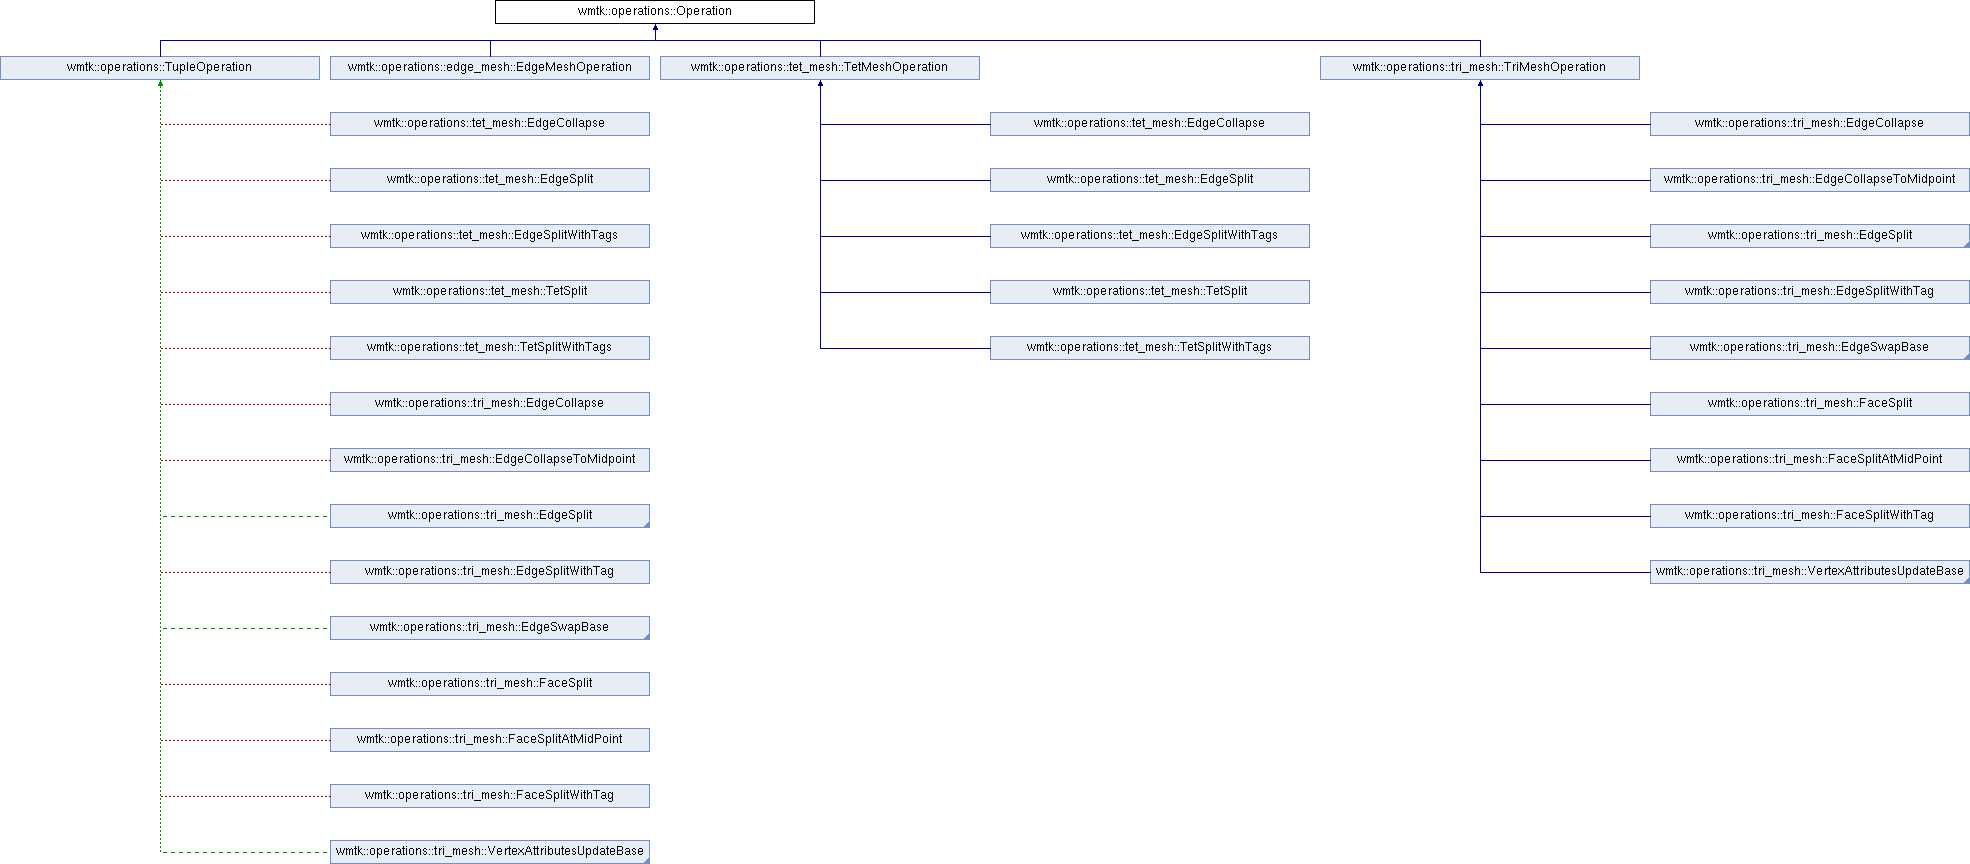 wmtk::operations::Operation
wmtk::operations::TupleOperation
wmtk::operations::edge_mesh::EdgeMeshOperation
wmtk::operations::tet_mesh::TetMeshOperation
wmtk::operations::tri_mesh::TriMeshOperation
wmtk::operations::tet_mesh::EdgeCollapse
wmtk::operations::tet_mesh::EdgeCollapse
wmtk::operations::tri_mesh::EdgeCollapse
wmtk::operations::tet_mesh::EdgeSplit
wmtk::operations::tet_mesh::EdgeSplit
wmtk::operations::tri_mesh::EdgeCollapseToMidpoint
wmtk::operations::tet_mesh::EdgeSplitWithTags
wmtk::operations::tet_mesh::EdgeSplitWithTags
wmtk::operations::tri_mesh::EdgeSplit
wmtk::operations::tet_mesh::TetSplit
wmtk::operations::tet_mesh::TetSplit
wmtk::operations::tri_mesh::EdgeSplitWithTag
wmtk::operations::tet_mesh::TetSplitWithTags
wmtk::operations::tet_mesh::TetSplitWithTags
wmtk::operations::tri_mesh::EdgeSwapBase
wmtk::operations::tri_mesh::EdgeCollapse
wmtk::operations::tri_mesh::FaceSplit
wmtk::operations::tri_mesh::EdgeCollapseToMidpoint
wmtk::operations::tri_mesh::FaceSplitAtMidPoint
wmtk::operations::tri_mesh::EdgeSplit
wmtk::operations::tri_mesh::FaceSplitWithTag
wmtk::operations::tri_mesh::EdgeSplitWithTag
wmtk::operations::tri_mesh::VertexAttributesUpdateBase
wmtk::operations::tri_mesh::EdgeSwapBase
wmtk::operations::tri_mesh::FaceSplit
wmtk::operations::tri_mesh::FaceSplitAtMidPoint
wmtk::operations::tri_mesh::FaceSplitWithTag
wmtk::operations::tri_mesh::VertexAttributesUpdateBase